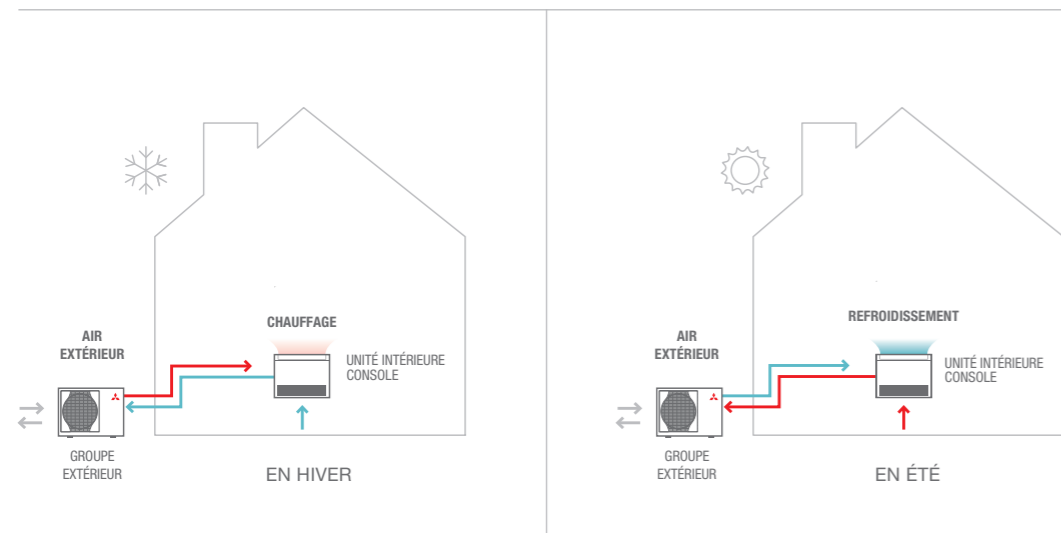 CHAUFFAGE
AIR
EXTÉRIEUR
UNITÉ INTÉRIEURE
CONSOLE
GROUPE
EXTÉRIEUR
EN HIVER
REFROIDISSEMENT
AIR
EXTÉRIEUR
UNITÉ INTÉRIEURE
CONSOLE
GROUPE
EXTÉRIEUR
EN ÉTÉ